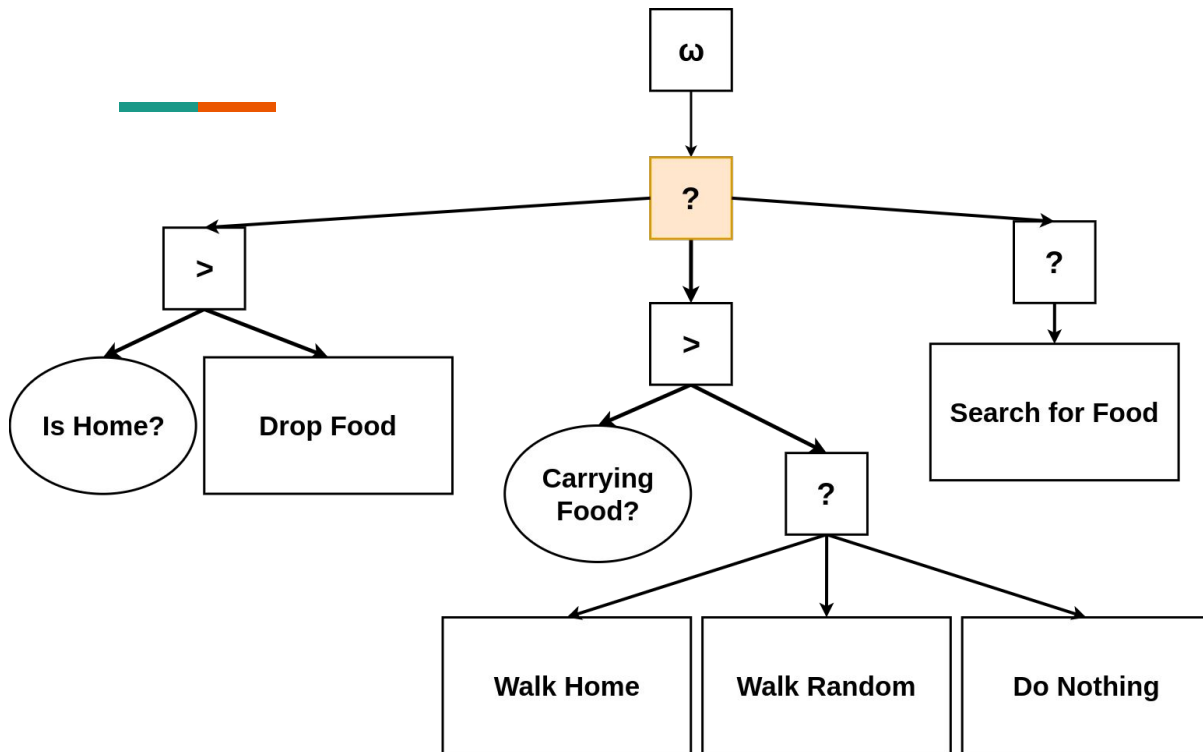 ω
?
>
?
>
Is Home?
Drop Food
Search for Food
Carrying
Food?
?
Walk Home
Walk Random
Do Nothing